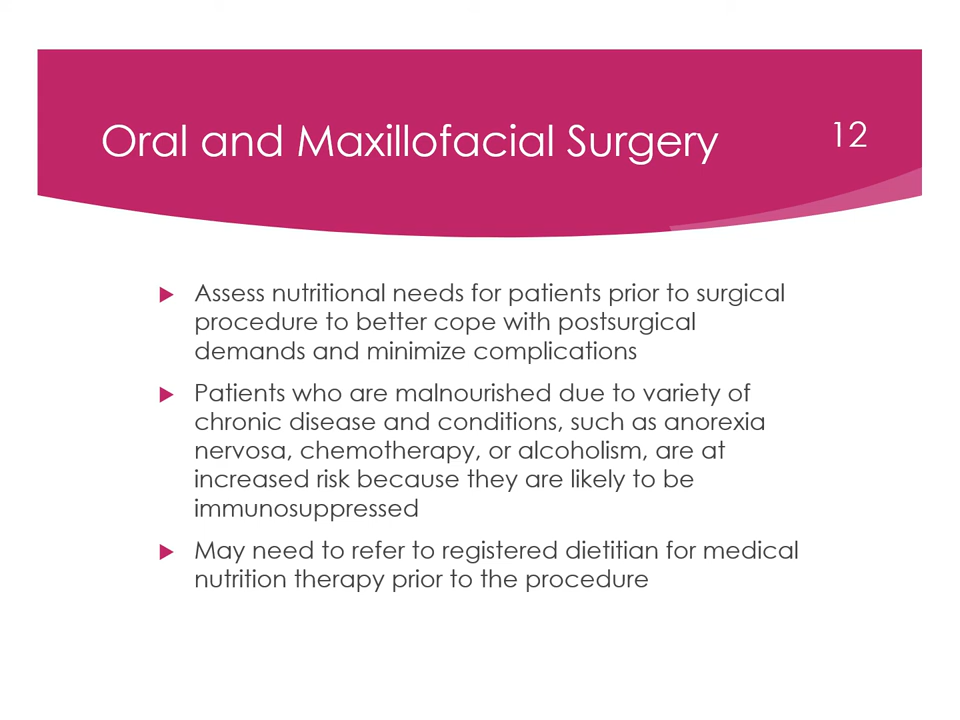 Oral and Maxillofacial Surgery
12
Assess nutritional needs for patients prior to surgical
procedure to better cope with postsurgical
demands and minimize complications
Patients who are malnourished due to variety of
chronic disease and conditions, such as anorexia
nervosa, chemotherapy, or alcoholism, are at
increased risk because they are likely to be
immunosuppressed
May need to refer to registered dietitian for medical
nutrition therapy prior to the procedure